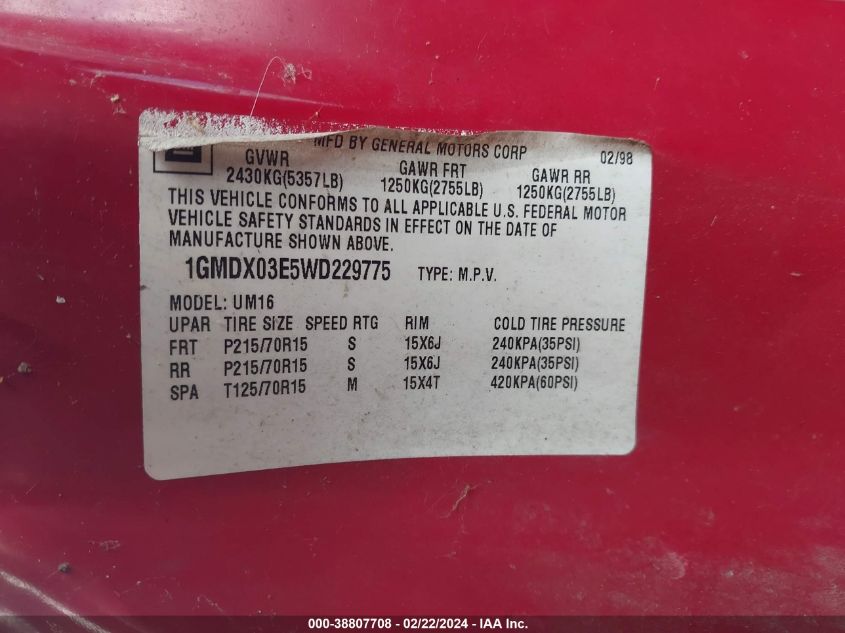 MFD BY GENERAL MOTORS CORP 02/98
GM
GVWR GAWR FRT GAWR RR
2430KG(5357LB) 1250KG(2755LB) 1250KG(2755LB)
THIS VEHICLE CONFORMS TO ALL APPLICABLE U.S. FEDERAL MOTOR
VEHICLE SAFETY STANDARDS IN EFFECT ON THE DATE OF
MANUFACTURE SHOWN ABOVE.
1GMDX03E5WD229775 TYPE: M.P.V.
MODEL: UM16
UPAR TIRE SIZE SPEED RTG RIM COLD TIRE PRESSURE
FRT P215/70R15 S 15X6J 240KPA(35PSI)
RR P215/70R15 S 15X6J 240KPA(35PSI)
SPA T125/70R15 M 15X4T 420KPA(60PSI)
000-38807708 - 02/22/2024 - IAA Inc.